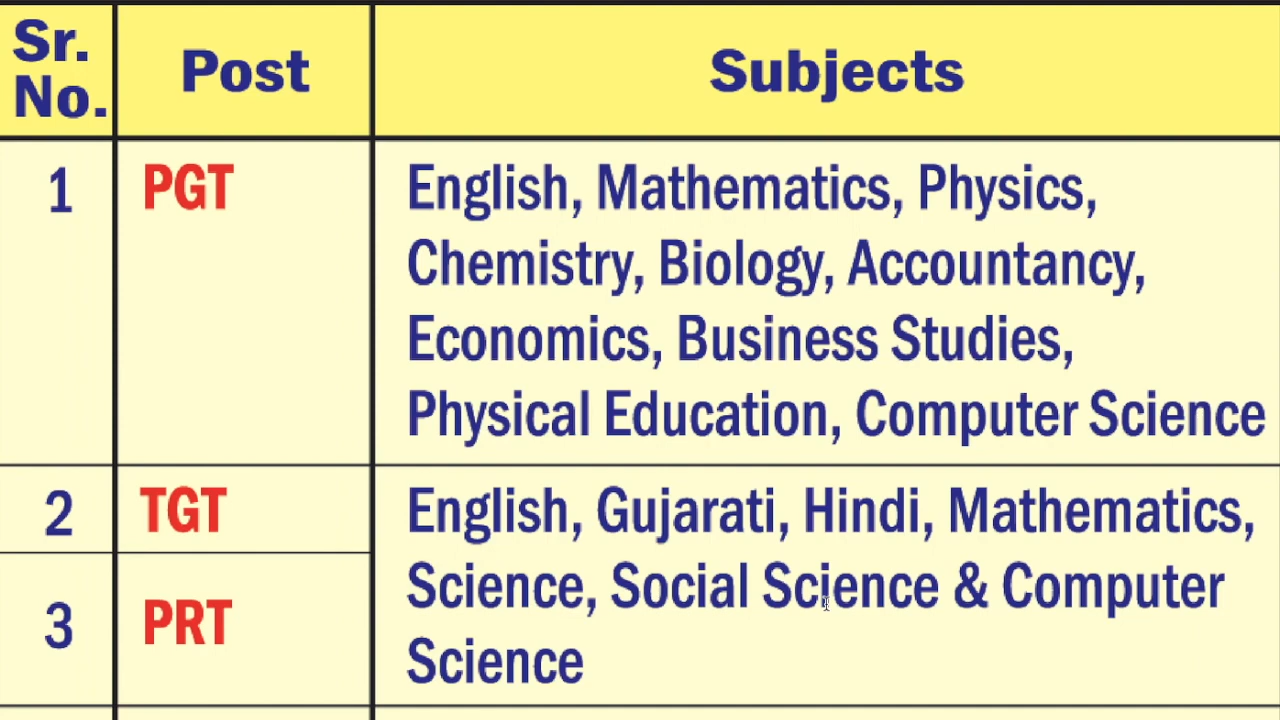 Sr. No.
Post
Subjects
1
PGT
English, Mathematics, Physics,
Chemistry, Biology, Accountancy,
Economics, Business Studies,
Physical Education, Computer Science
2
TGT
English, Gujarati, Hindi, Mathematics,
Science, Social Science & Computer
Science
3
PRT